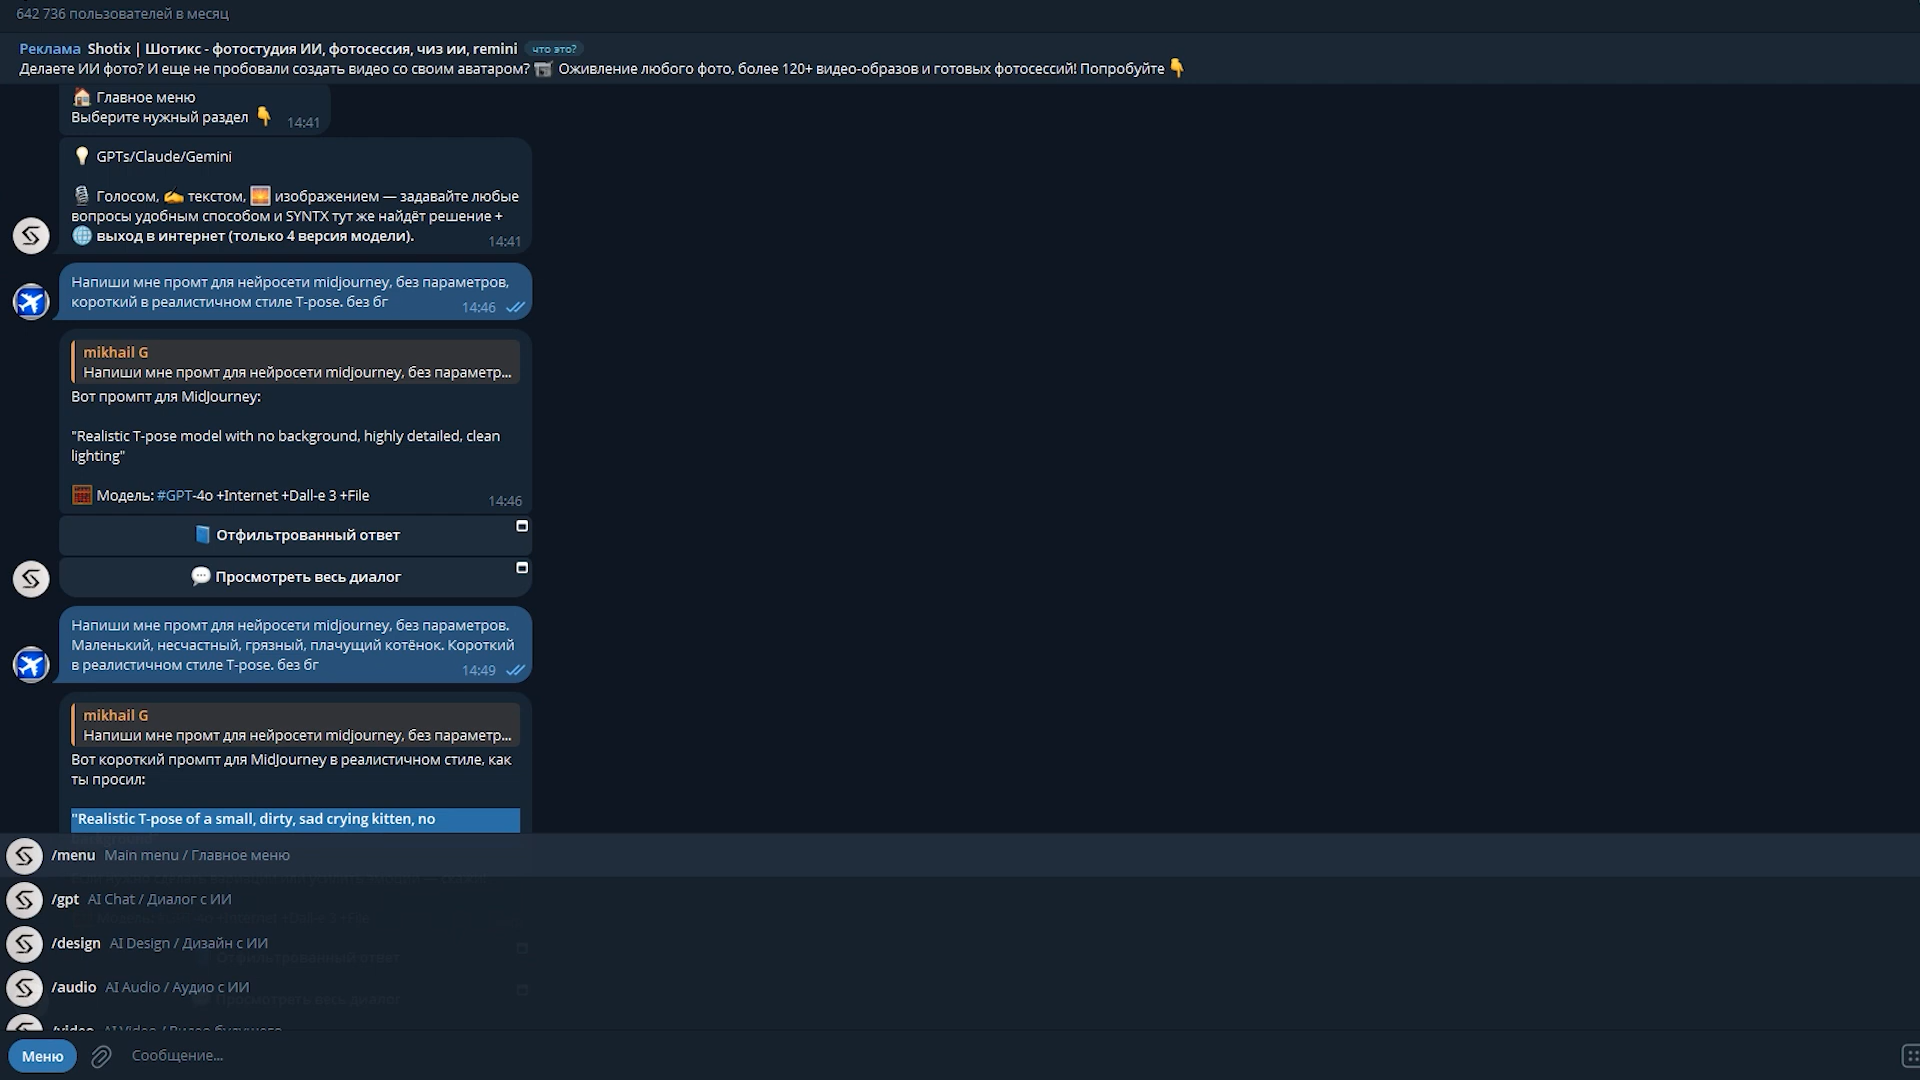 642 736 пользователей в месяц
Реклама Shotix | Шотикс - фотостудия ИИ, фотосессия, чиз ии, remini что это?
Делаете ИИ фото? И еще не пробовали создать видео со своим аватаром? 📹 Оживление любого фото, более 120+ видео-образов и готовых фотосессий! Попробуйте 👇
🏠 Главное меню
Выберите нужный раздел 👇 14:41
💡 GPTs/Claude/Gemini
🎙 Голосом, ✍️ текстом, 🌅 изображением — задавайте любые
вопросы удобным способом и SYNTX тут же найдёт решение +
🌐 выход в интернет (только 4 версия модели). 14:41
Напиши мне промт для нейросети midjourney, без параметров,
короткий в реалистичном стиле T-pose. без бг 14:46
mikhail G
Напиши мне промт для нейросети midjourney, без параметр...
Вот промпт для MidJourney:
"Realistic T-pose model with no background, highly detailed, clean
lighting"
🧮 Модель: #GPT-4o +Internet +Dall-e 3 +File 14:46
📘 Отфильтрованный ответ
💬 Просмотреть весь диалог
Напиши мне промт для нейросети midjourney, без параметров.
Маленький, несчастный, грязный, плачущий котёнок. Короткий
в реалистичном стиле T-pose. без бг 14:49
mikhail G
Напиши мне промт для нейросети midjourney, без параметр...
Вот короткий промпт для MidJourney в реалистичном стиле, как
ты просил:
"Realistic T-pose of a small, dirty, sad crying kitten, no
/menu Main menu / Главное меню
/gpt AI Chat / Диалог с ИИ
/design AI Design / Дизайн с ИИ
Отфильтрованный ответ
/audio AI Audio / Аудио с ИИ
Просмотреть весь диалог
/video AI Video / Видео будущего
Меню Сообщение...